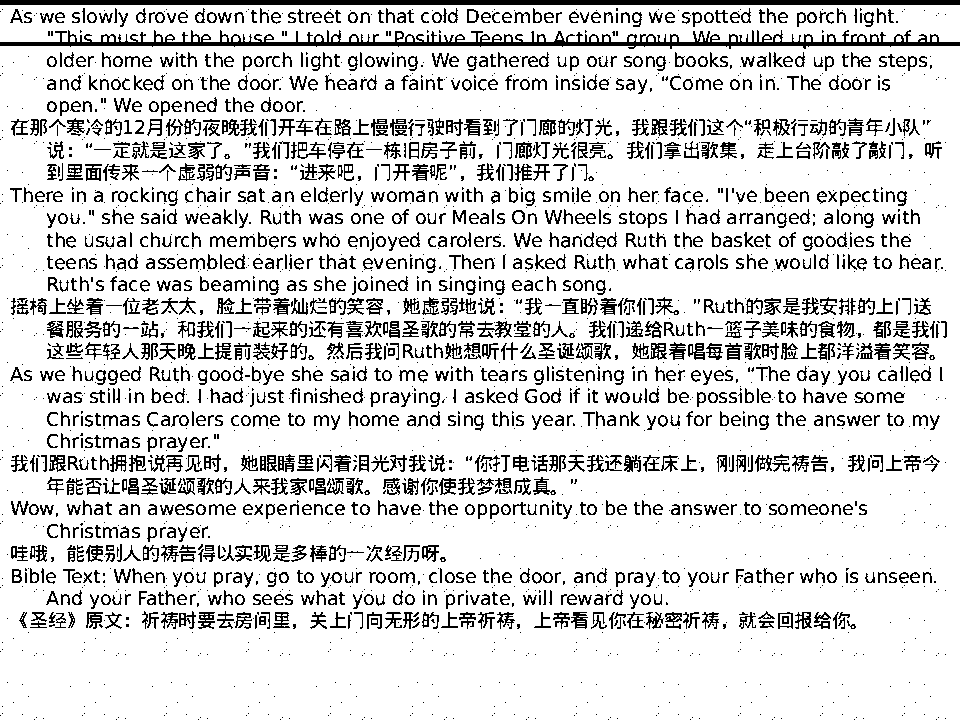 As we slowly drove down the street on that cold December evening we spotted the porch light.
"This must be the house." I told our "Positive Teens In Action" group. We pulled up in front of an
older home with the porch light glowing. We gathered up our song books, walked up the steps,
and knocked on the door. We heard a faint voice from inside say, “Come on in. The door is
open." We opened the door.
在那个寒冷的12月份的夜晚我们开车在路上慢慢行驶时看到了门廊的灯光，我跟我们这个“积极行动的青年小队”
说：“一定就是这家了。”我们把车停在一栋旧房子前，门廊灯光很亮。我们拿出歌集，走上台阶敲了敲门，听
到里面传来一个虚弱的声音：“进来吧，门开着呢”，我们推开了门。
There in a rocking chair sat an elderly woman with a big smile on her face. "I've been expecting
you." she said weakly. Ruth was one of our Meals On Wheels stops I had arranged; along with
the usual church members who enjoyed carolers. We handed Ruth the basket of goodies the
teens had assembled earlier that evening. Then I asked Ruth what carols she would like to hear.
Ruth's face was beaming as she joined in singing each song.
摇椅上坐着一位老太太，脸上带着灿烂的笑容，她虚弱地说：“我一直盼着你们来。”Ruth的家是我安排的上门送
餐服务的一站，和我们一起来的还有喜欢唱圣歌的常去教堂的人。我们递给Ruth一篮子美味的食物，都是我们
这些年轻人那天晚上提前装好的。然后我问Ruth她想听什么圣诞颂歌，她跟着唱每首歌时脸上都洋溢着笑容。
As we hugged Ruth good-bye she said to me with tears glistening in her eyes, “The day you called I
was still in bed. I had just finished praying. I asked God if it would be possible to have some
Christmas Carolers come to my home and sing this year. Thank you for being the answer to my
Christmas prayer."
我们跟Ruth拥抱说再见时，她眼睛里闪着泪光对我说：“你打电话那天我还躺在床上，刚刚做完祷告，我问上帝今
年能否让唱圣诞颂歌的人来我家唱颂歌。感谢你使我梦想成真。”
Wow, what an awesome experience to have the opportunity to be the answer to someone's
Christmas prayer.
哇哦，能使别人的祷告得以实现是多棒的一次经历呀。
Bible Text: When you pray, go to your room, close the door, and pray to your Father who is unseen.
And your Father, who sees what you do in private, will reward you.
《圣经》原文：祈祷时要去房间里，关上门向无形的上帝祈祷，上帝看见你在秘密祈祷，就会回报给你。